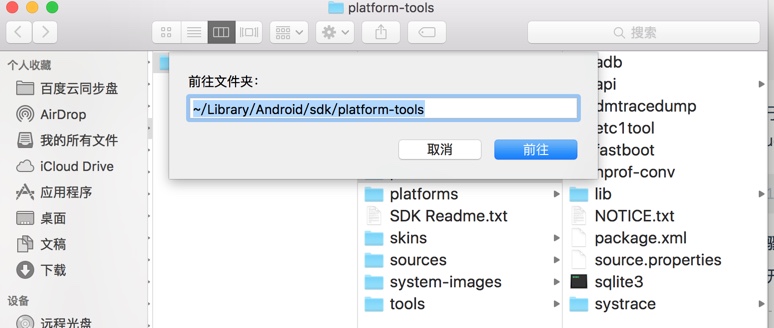 platform-tools
搜索
个人收藏
百度云同步盘
AirDrop
我的所有文件
iCloud Drive
应用程序
桌面
文稿
下载
设备
远程光盘
前往文件夹:
~/Library/Android/sdk/platform-tools
取消
前往
platforms
SDK Readme.txt
skins
sources
system-images
tools
adb
api
dmtracedump
etc1tool
fastboot
hprof-conv
lib
NOTICE.txt
package.xml
source.properties
sqlite3
systrace